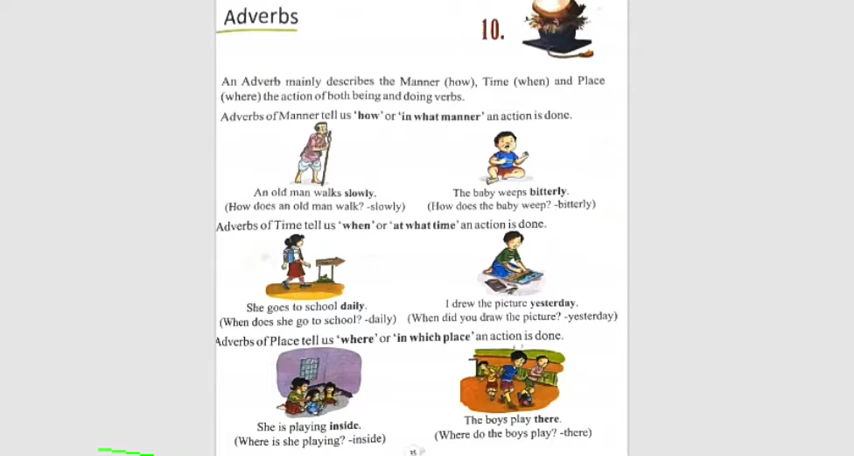 Adverbs
10.
An Adverb mainly describes the Manner (how), Time (when) and Place
(where) the action of both being and doing verbs.
Adverbs of Manner tell us 'how' or 'in what manner' an action is done.
An old man walks slowly.
(How does an old man walk? -slowly)
The baby weeps bitterly.
(How does the baby weep? -bitterly)
Adverbs of Time tell us 'when' or 'at what time' an action is done.
She goes to school daily.
(When does she go to school? -daily)
I drew the picture yesterday.
(When did you draw the picture? -yesterday)
Adverbs of Place tell us 'where' or 'in which place' an action is done.
She is playing inside.
(Where is she playing? -inside)
The boys play there.
(Where do the boys play? -there)